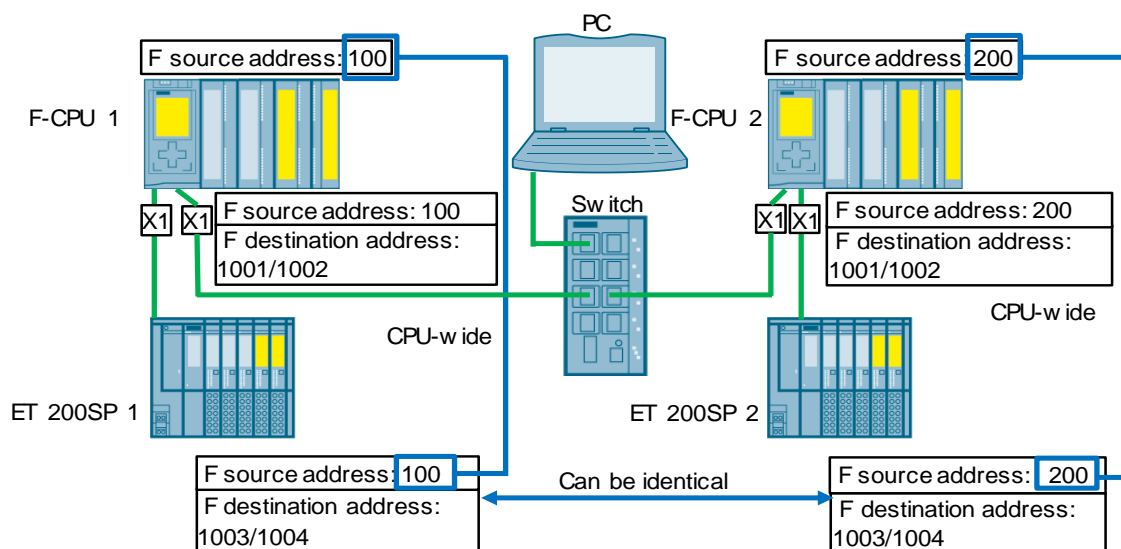 PC
F source address: 100
F source address: 200
F-CPU 1
F-CPU 2
X1
X1
F source address: 100
F destination address:
1001/1002
Switch
X1
X1
F source address: 200
F destination address:
1001/1002
CPU-wide
CPU-wide
ET 200SP 1
ET 200SP 2
F source address: 100
F destination address:
1003/1004
Can be identical
F source address: 200
F destination address:
1003/1004